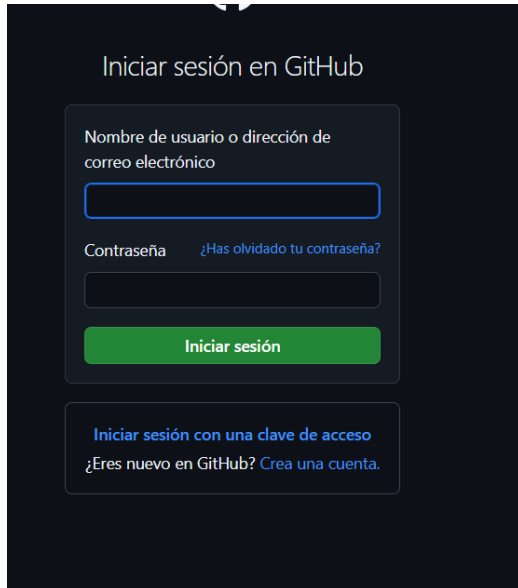 Iniciar sesión en GitHub
Nombre de usuario o dirección de
correo electrónico
Contraseña ¿Has olvidado tu contraseña?
Iniciar sesión
Iniciar sesión con una clave de acceso
¿Eres nuevo en GitHub? Crea una cuenta.